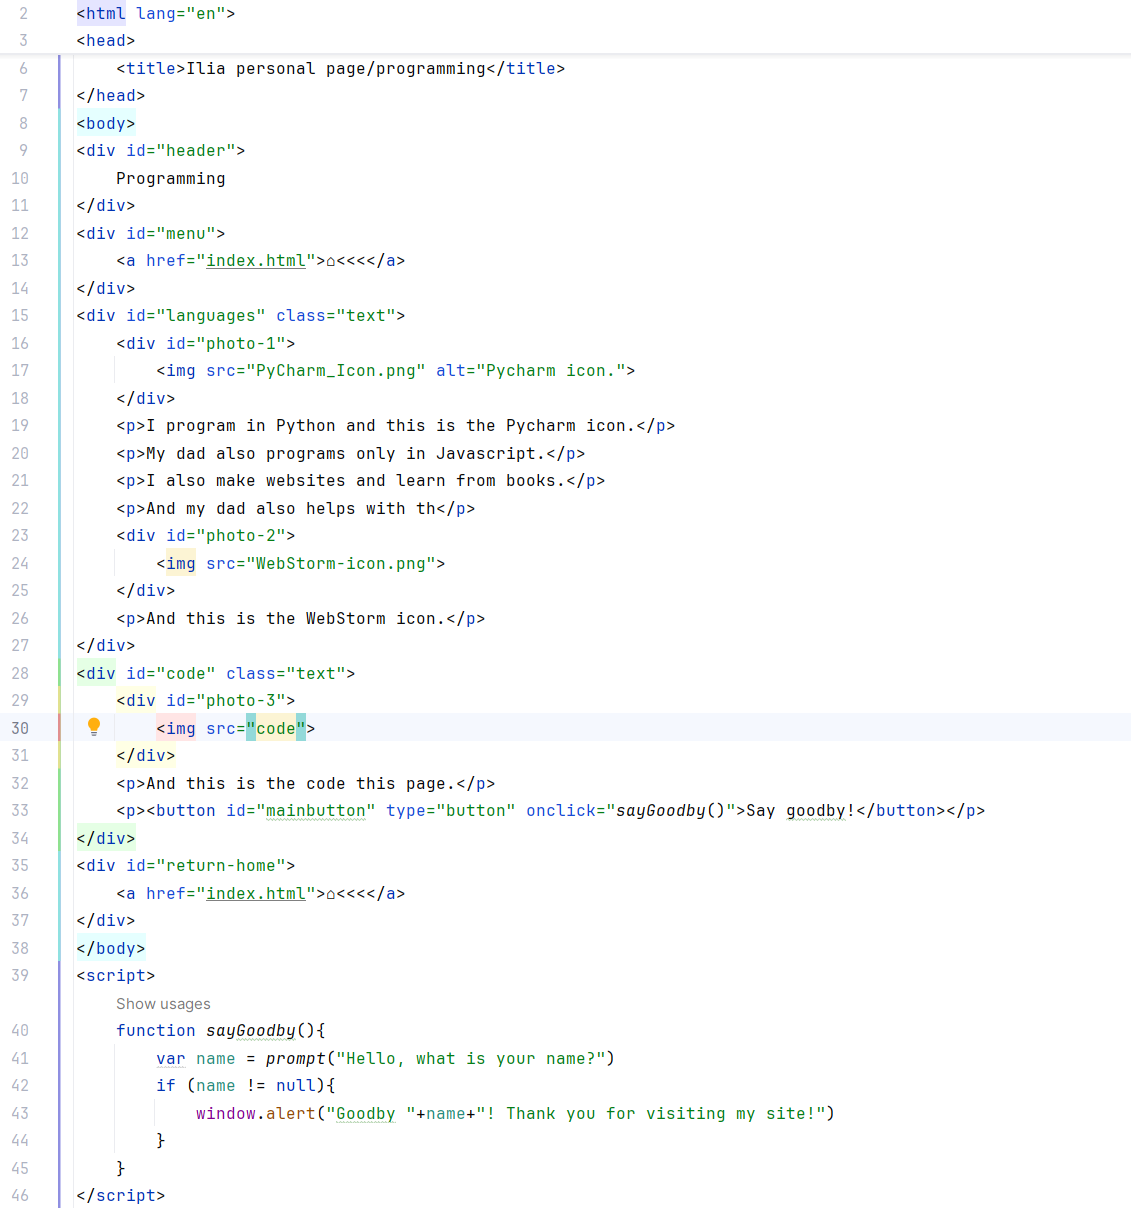 2 <html lang="en">
3 <head>
6 <title>Ilia personal page/programming</title>
7 </head>
8 <body>
9 <div id="header">
10 Programming
11 </div>
12 <div id="menu">
13 <a href="index.html">⌂<<<</a>
14 </div>
15 <div id="languages" class="text">
16 <div id="photo-1">
17 <img src="PyCharm_Icon.png" alt="Pycharm icon.">
18 </div>
19 <p>I program in Python and this is the Pycharm icon.</p>
20 <p>My dad also programs only in Javascript.</p>
21 <p>I also make websites and learn from books.</p>
22 <p>And my dad also helps with th</p>
23 <div id="photo-2">
24 <img src="WebStorm-icon.png">
25 </div>
26 <p>And this is the WebStorm icon.</p>
27 </div>
28 <div id="code" class="text">
29 <div id="photo-3">
30 <img src="code">
31 </div>
32 <p>And this is the code this page.</p>
33 <p><button id="mainbutton" type="button" onclick="sayGoodby()">Say goodby!</button></p>
34 </div>
35 <div id="return-home">
36 <a href="index.html">⌂<<<</a>
37 </div>
38 </body>
39 <script>
Show usages
40 function sayGoodby(){
41 var name = prompt("Hello, what is your name?")
42 if (name != null){
43 window.alert("Goodby "+name+"! Thank you for visiting my site!")
44 }
45 }
46 </script>